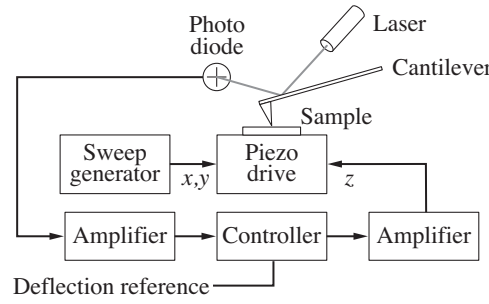 Photo
diode
Laser
Cantilever
Sample
Sweep
generator
x,y
Piezo
drive
z
Amplifier
Controller
Amplifier
Deflection reference